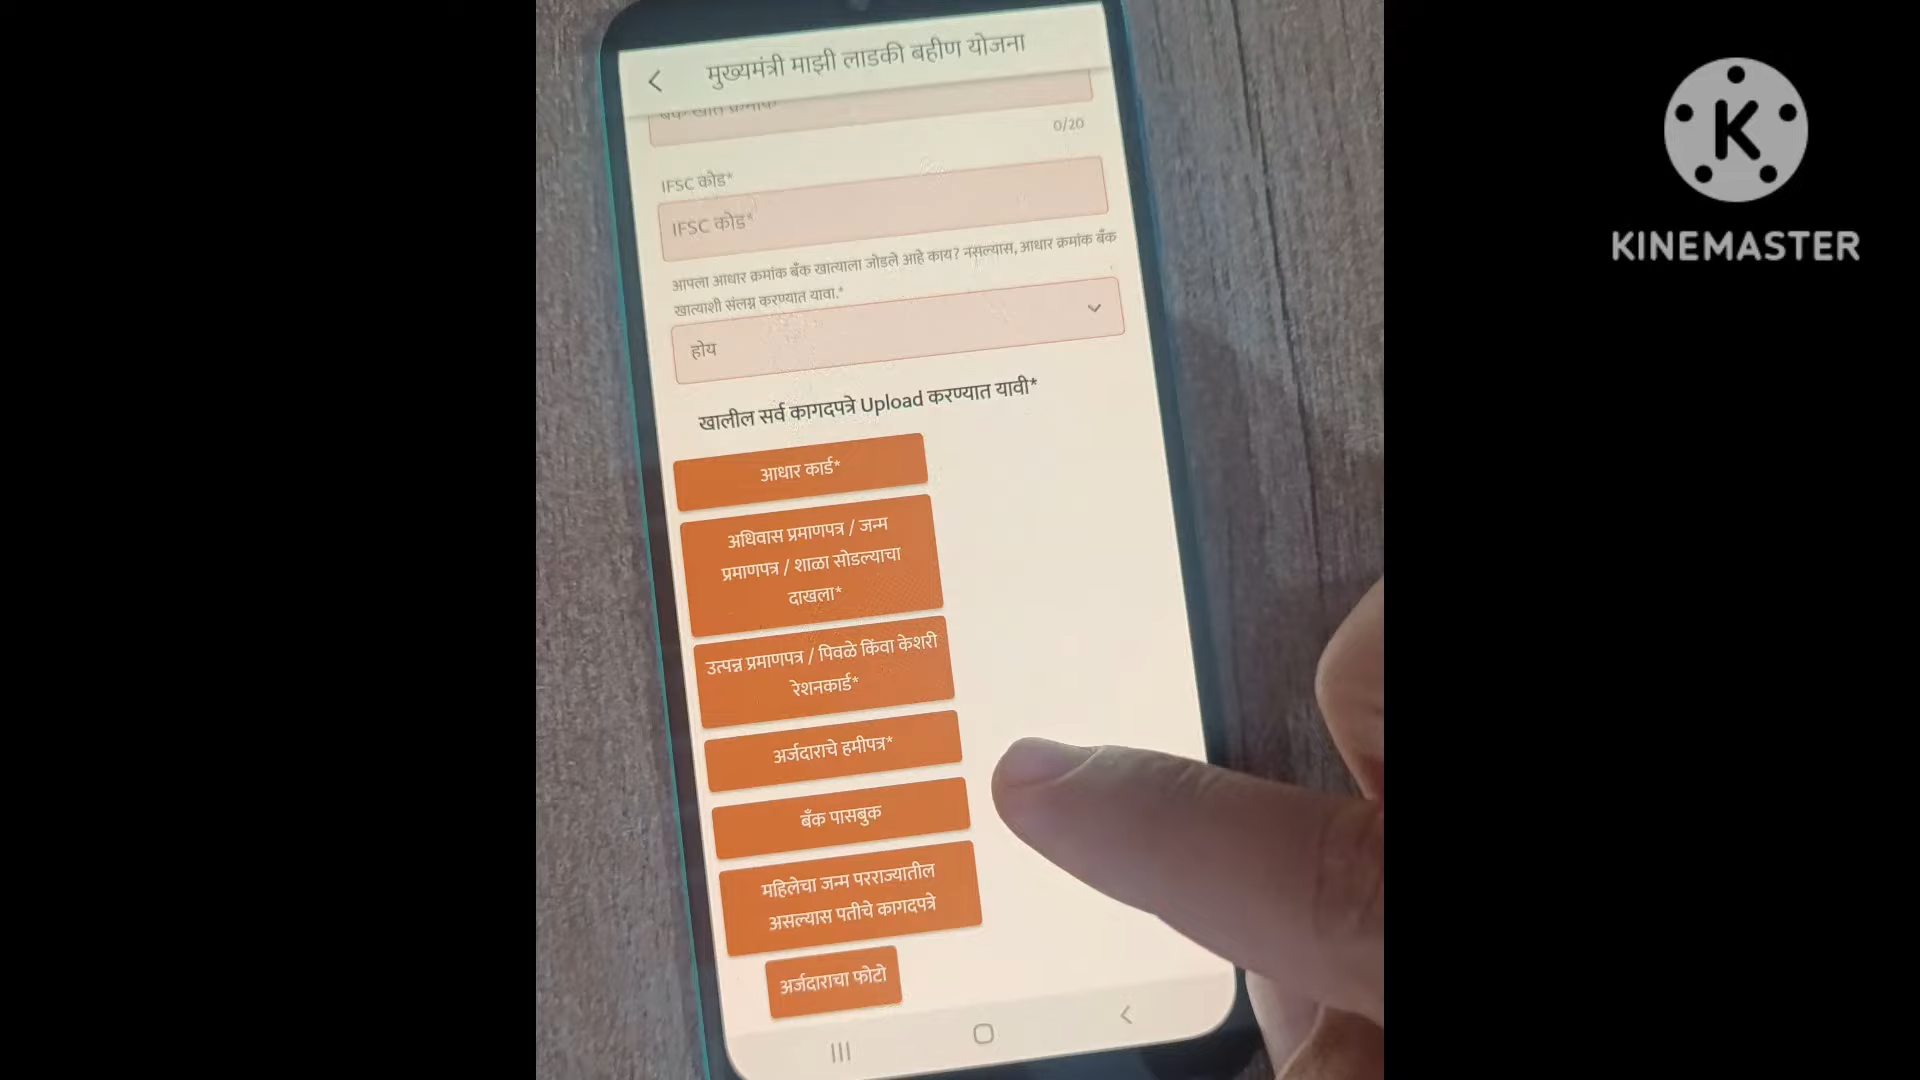 मुख्यमंत्री माझी लाडकी बहीण योजना
बँक खाते क्रमांक
0/20
IFSC कोड*
IFSC कोड*
आपला आधार क्रमांक बँक खात्याला जोडले आहे काय? नसल्यास, आधार क्रमांक बँक
खात्याशी संलग्न करण्यात यावा.*
होय
खालील सर्व कागदपत्रे Upload करण्यात यावी*
आधार कार्ड*
अधिवास प्रमाणपत्र / जन्म
प्रमाणपत्र / शाळा सोडल्याचा
दाखला*
उत्पन्न प्रमाणपत्र / पिवळे किंवा केशरी
रेशनकार्ड*
अर्जदाराचे हमीपत्र*
बँक पासबुक
महिलेचा जन्म परराज्यातील
असल्यास पतीचे कागदपत्रे
अर्जदाराचा फोटो
K
KINEMASTER